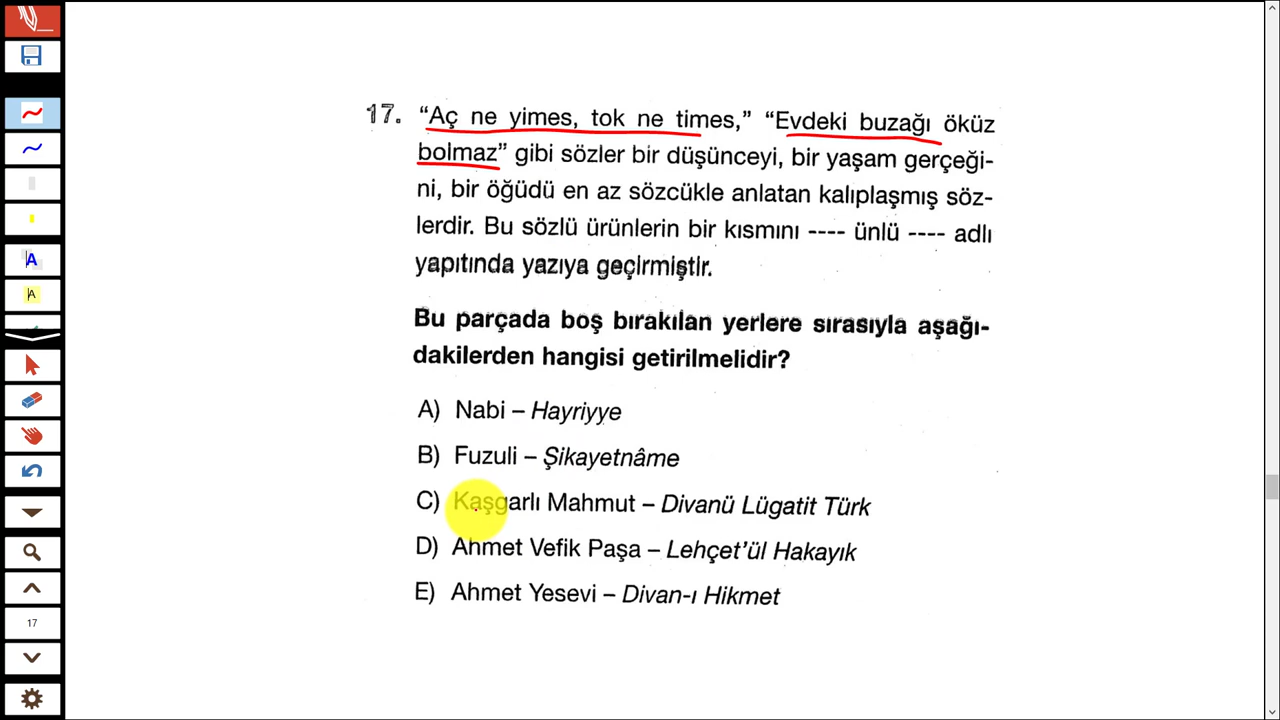 17. “Aç ne yimes, tok ne times,” “Evdeki buzağı öküz
bolmaz” gibi sözler bir düşünceyi, bir yaşam gerçeği-
ni, bir öğüdü en az sözcükle anlatan kalıplaşmış söz-
lerdir. Bu sözlü ürünlerin bir kısmını ---- ünlü ---- adlı
yapıtında yazıya geçirmiştir.
Bu parçada boş bırakılan yerlere sırasıyla aşağı-
dakilerden hangisi getirilmelidir?
A) Nabi – Hayriyye
B) Fuzuli – Şikayetnâme
C) Kaşgarlı Mahmut – Divanü Lügatit Türk
D) Ahmet Vefik Paşa – Lehçet’ül Hakayık
E) Ahmet Yesevi – Divan-ı Hikmet
A
A
17